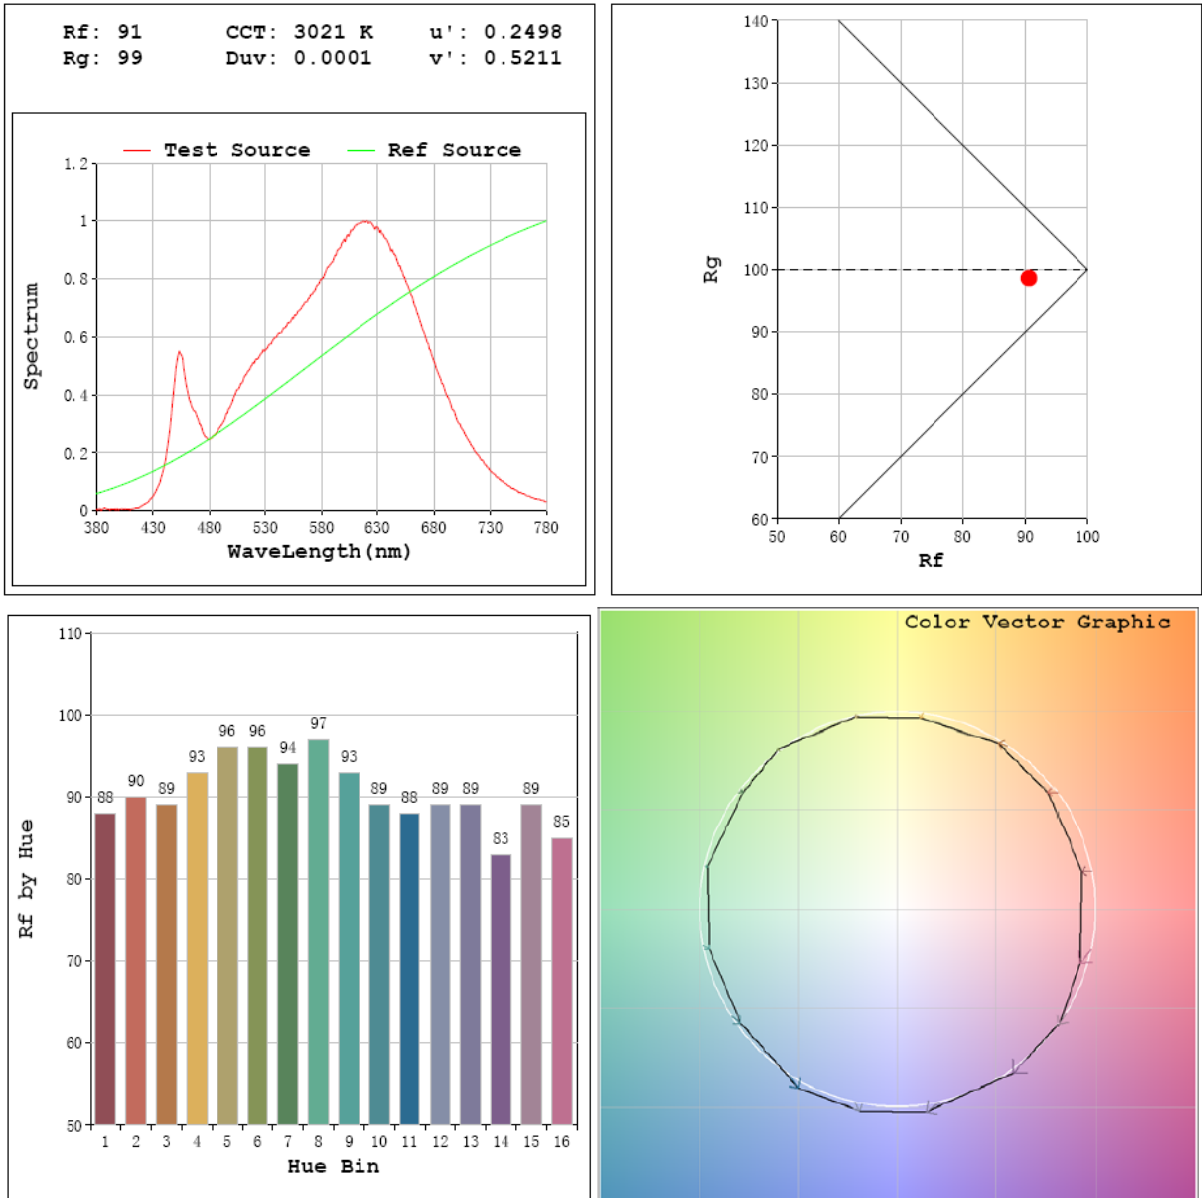 Rf: 91 CCT: 3021 K u': 0.2498
Rg: 99 Duv: 0.0001 v': 0.5211
Test Source Ref Source
1.2
1
0.8
0.6
0.4
0.2
0
Spectrum
380 430 480 530 580 630 680 730 780
WaveLength(nm)
140
130
120
110
100
90
80
70
60
Rg
50 60 70 80 90 100
Rf
110
100
90
80
70
60
50
Rf by Hue
88 90 89 93 96 96 94 97 93 89 88 89 89 83 89 85
1 2 3 4 5 6 7 8 9 10 11 12 13 14 15 16
Hue Bin
Color Vector Graphic